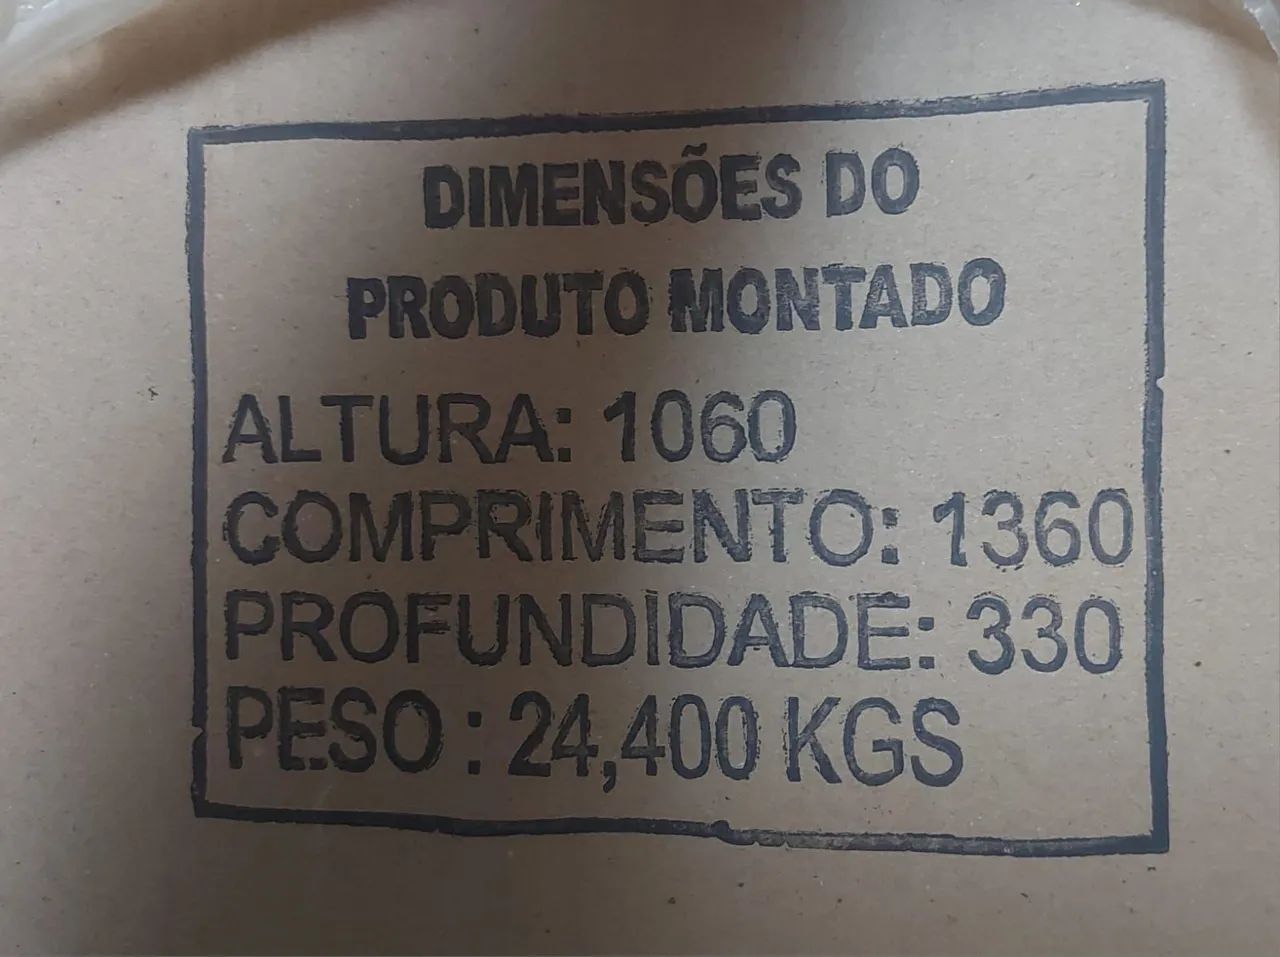 DIMENSÕES DO
PRODUTO MONTADO
ALTURA: 1060
COMPRIMENTO: 1360
PROFUNDIDADE: 330
PESO : 24,400 KGS